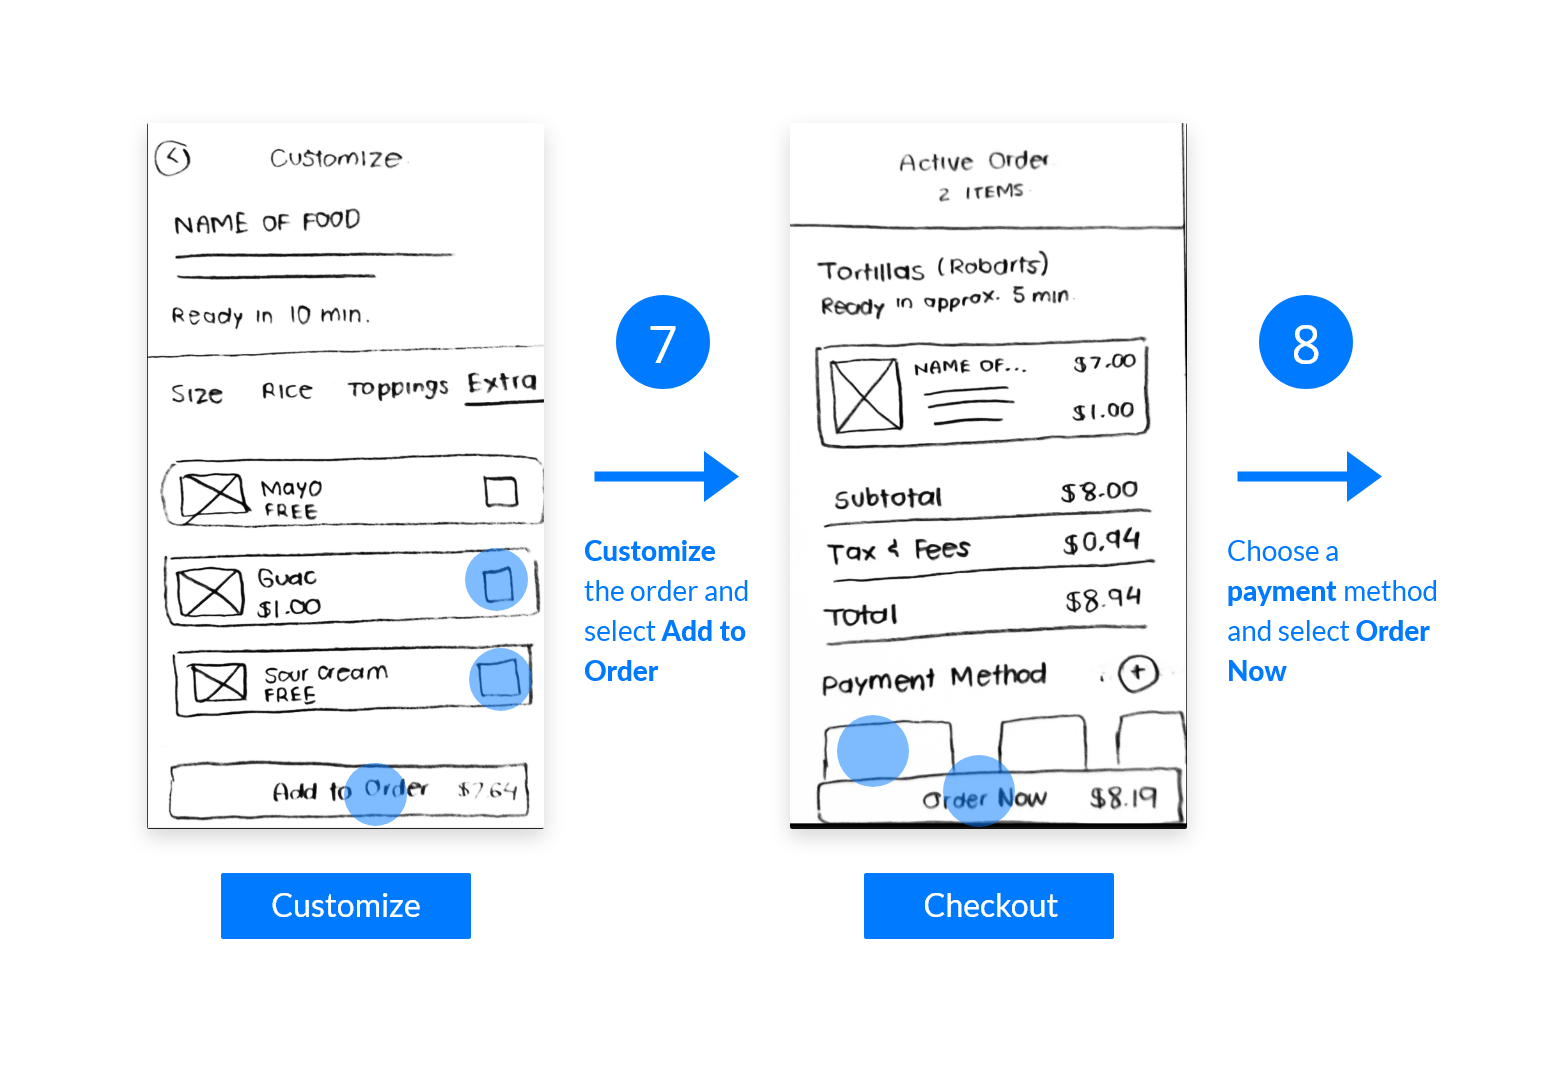 <
Customize
NAME OF FOOD
Ready in 10 min.
Size Rice Toppings Extra
Mayo
FREE
Guac
$1.00
Sour cream
FREE
Add to Order $7.64
Customize
7
Customize
the order and
select Add to
Order
Active Order
2 ITEMS
Tortillas (Robarts)
Ready in approx. 5 min.
NAME OF... $7.00
$1.00
Subtotal $8.00
Tax & Fees $0.94
Total $8.94
Payment Method +
Order Now $8.19
Checkout
8
Choose a
payment method
and select Order
Now